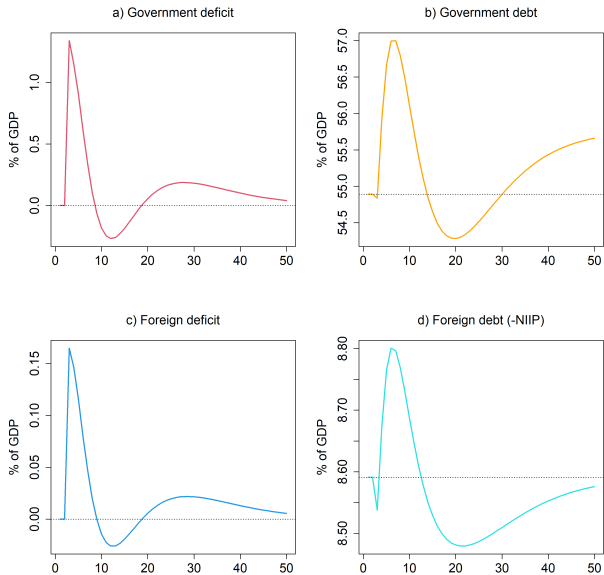 a) Government deficit
% of GDP
1.0
0.5
0.0
0 10 20 30 40 50
b) Government debt
% of GDP
57.0
56.5
56.0
55.5
55.0
54.5
0 10 20 30 40 50
c) Foreign deficit
% of GDP
0.15
0.10
0.05
0.00
0 10 20 30 40 50
d) Foreign debt (-NIIP)
% of GDP
8.80
8.70
8.60
8.50
0 10 20 30 40 50